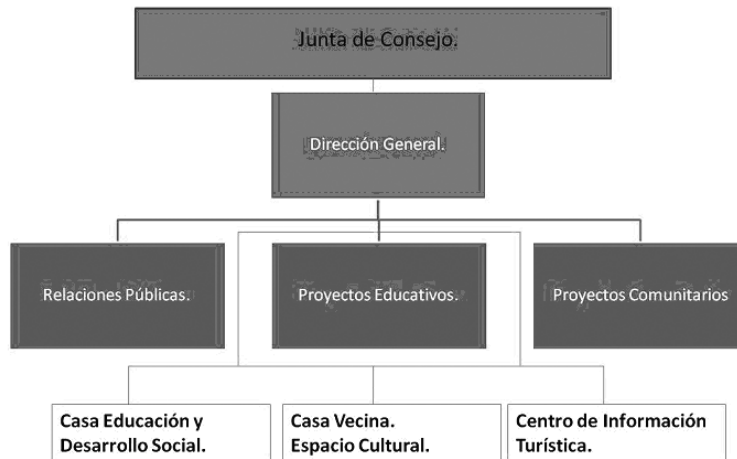 Junta de Consejo.
Dirección General.
Relaciones Públicas.
Proyectos Educativos.
Proyectos Comunitarios
Casa Educación y
Desarrollo Social.
Casa Vecina.
Espacio Cultural.
Centro de Información
Turística.